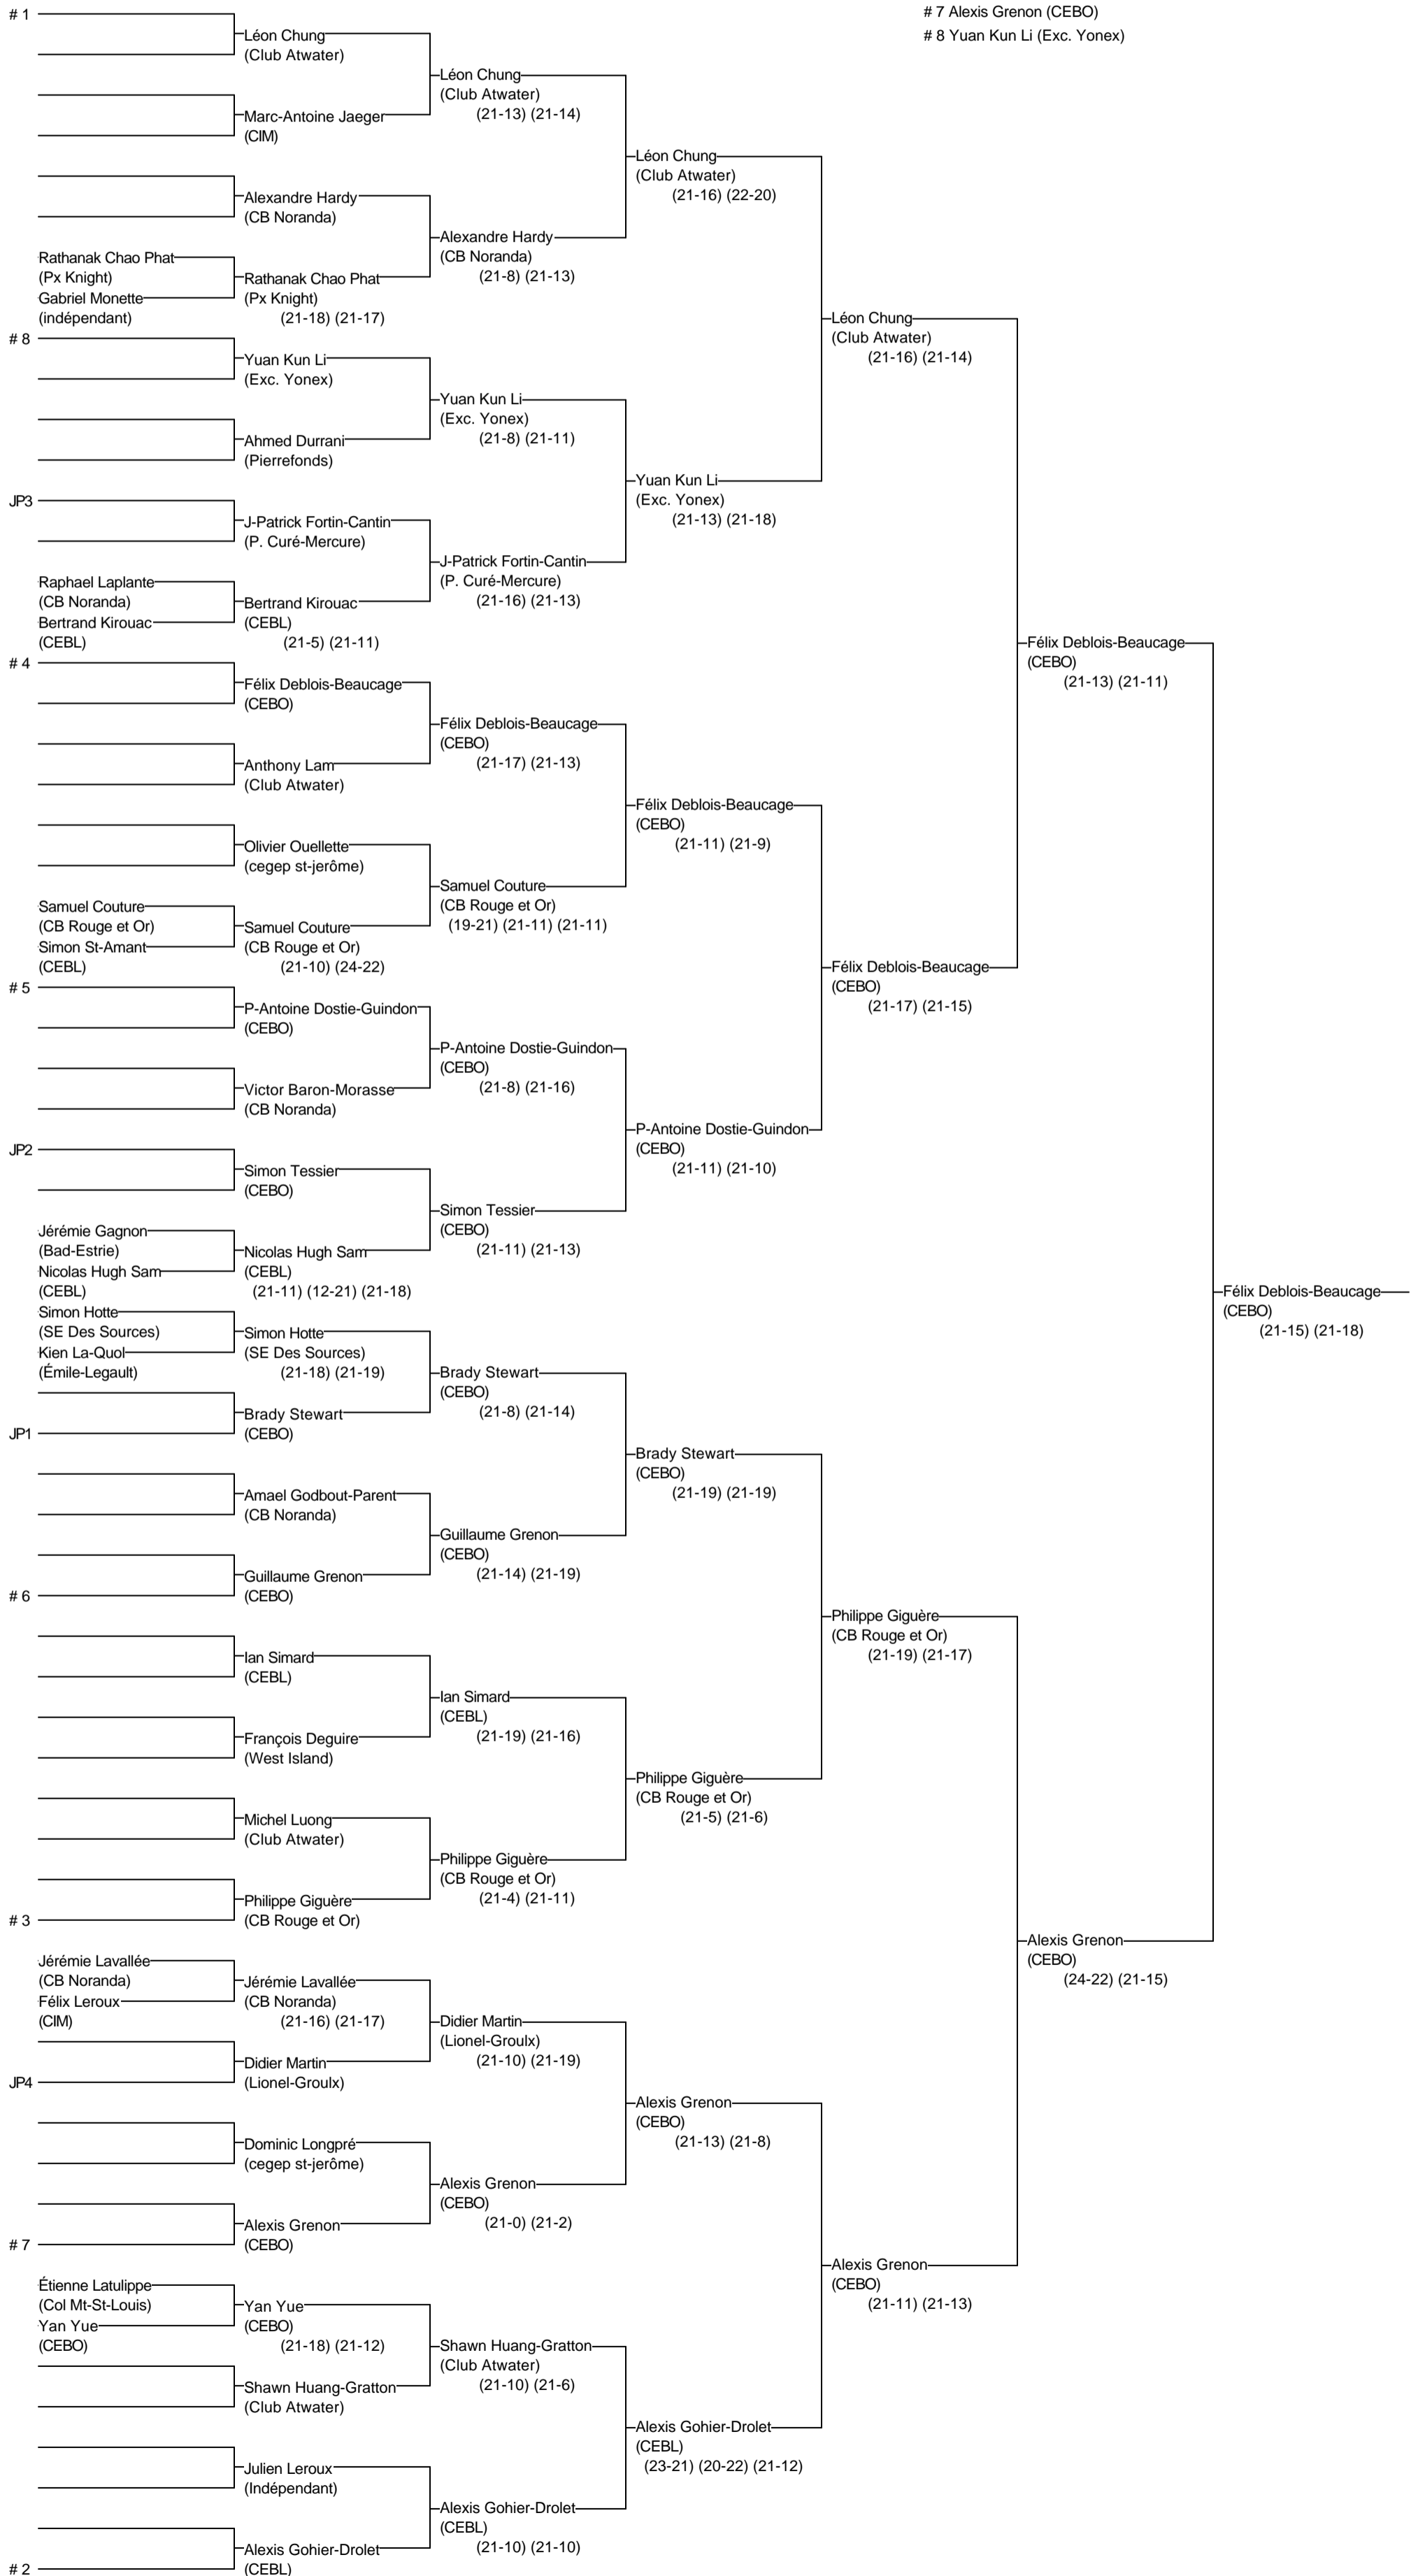 # 7 Alexis Grenon (CEBO)
# 8 Yuan Kun Li (Exc. Yonex)
# 1
Léon Chung
(Club Atwater)
Léon Chung
(Club Atwater)
(21-13) (21-14)
Marc-Antoine Jaeger
(CIM)
Léon Chung
(Club Atwater)
(21-16) (22-20)
Alexandre Hardy
(CB Noranda)
Alexandre Hardy
(CB Noranda)
(21-8) (21-13)
Rathanak Chao Phat
(Px Knight)
Gabriel Monette
(indépendant)
Rathanak Chao Phat
(Px Knight)
(21-18) (21-17)
Léon Chung
(Club Atwater)
(21-16) (21-14)
# 8
Yuan Kun Li
(Exc. Yonex)
Yuan Kun Li
(Exc. Yonex)
(21-8) (21-11)
Ahmed Durrani
(Pierrefonds)
Yuan Kun Li
(Exc. Yonex)
(21-13) (21-18)
JP3
J-Patrick Fortin-Cantin
(P. Curé-Mercure)
J-Patrick Fortin-Cantin
(P. Curé-Mercure)
(21-16) (21-13)
Raphael Laplante
(CB Noranda)
Bertrand Kirouac
(CEBL)
Bertrand Kirouac
(CEBL)
(21-5) (21-11)
Félix Deblois-Beaucage
(CEBO)
(21-13) (21-11)
# 4
Félix Deblois-Beaucage
(CEBO)
Félix Deblois-Beaucage
(CEBO)
(21-17) (21-13)
Anthony Lam
(Club Atwater)
Félix Deblois-Beaucage
(CEBO)
(21-11) (21-9)
Olivier Ouellette
(cegep st-jerôme)
Samuel Couture
(CB Rouge et Or)
(19-21) (21-11) (21-11)
Samuel Couture
(CB Rouge et Or)
Simon St-Amant
(CEBL)
Samuel Couture
(CB Rouge et Or)
(21-10) (24-22)
Félix Deblois-Beaucage
(CEBO)
(21-17) (21-15)
# 5
P-Antoine Dostie-Guindon
(CEBO)
P-Antoine Dostie-Guindon
(CEBO)
(21-8) (21-16)
Victor Baron-Morasse
(CB Noranda)
P-Antoine Dostie-Guindon
(CEBO)
(21-11) (21-10)
JP2
Simon Tessier
(CEBO)
Simon Tessier
(CEBO)
(21-11) (21-13)
Jérémie Gagnon
(Bad-Estrie)
Nicolas Hugh Sam
(CEBL)
Nicolas Hugh Sam
(CEBL)
(21-11) (12-21) (21-18)
Félix Deblois-Beaucage
(CEBO)
(21-15) (21-18)
Simon Hotte
(SE Des Sources)
Kien La-Quol
(Émile-Legault)
Simon Hotte
(SE Des Sources)
(21-18) (21-19)
Brady Stewart
(CEBO)
(21-8) (21-14)
Brady Stewart
(CEBO)
JP1
Brady Stewart
(CEBO)
(21-19) (21-19)
Amael Godbout-Parent
(CB Noranda)
Guillaume Grenon
(CEBO)
(21-14) (21-19)
Guillaume Grenon
(CEBO)
# 6
Philippe Giguère
(CB Rouge et Or)
(21-19) (21-17)
Ian Simard
(CEBL)
Ian Simard
(CEBL)
(21-19) (21-16)
François Deguire
(West Island)
Philippe Giguère
(CB Rouge et Or)
(21-5) (21-6)
Michel Luong
(Club Atwater)
Philippe Giguère
(CB Rouge et Or)
(21-4) (21-11)
Philippe Giguère
(CB Rouge et Or)
# 3
Alexis Grenon
(CEBO)
(24-22) (21-15)
Jérémie Lavallée
(CB Noranda)
Félix Leroux
(CIM)
Jérémie Lavallée
(CB Noranda)
(21-16) (21-17)
Didier Martin
(Lionel-Groulx)
(21-10) (21-19)
Didier Martin
(Lionel-Groulx)
JP4
Alexis Grenon
(CEBO)
(21-13) (21-8)
Dominic Longpré
(cegep st-jerôme)
Alexis Grenon
(CEBO)
(21-0) (21-2)
Alexis Grenon
(CEBO)
# 7
Alexis Grenon
(CEBO)
(21-11) (21-13)
Étienne Latulippe
(Col Mt-St-Louis)
Yan Yue
(CEBO)
Yan Yue
(CEBO)
(21-18) (21-12)
Shawn Huang-Gratton
(Club Atwater)
(21-10) (21-6)
Shawn Huang-Gratton
(Club Atwater)
Alexis Gohier-Drolet
(CEBL)
(23-21) (20-22) (21-12)
Julien Leroux
(Indépendant)
Alexis Gohier-Drolet
(CEBL)
(21-10) (21-10)
Alexis Gohier-Drolet
(CEBL)
# 2